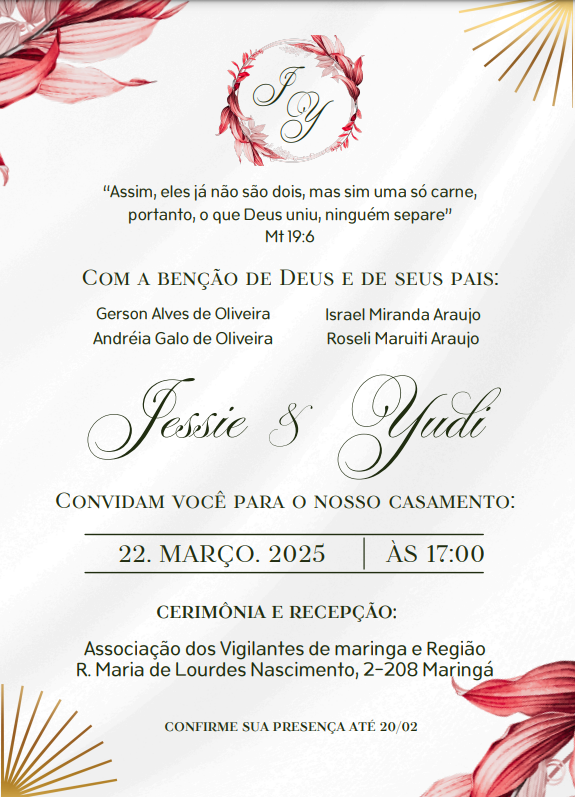 J
Y
“Assim, eles já não são dois, mas sim uma só carne,
portanto, o que Deus uniu, ninguém separe”
Mt 19:6
Com a benção de Deus e de seus pais:
Gerson Alves de Oliveira
Andréia Galo de Oliveira
Israel Miranda Araujo
Roseli Maruiti Araujo
Jessie & Yudi
Convidam você para o nosso casamento:
22. MARÇO. 2025 | ÀS 17:00
CERIMÔNIA E RECEPÇÃO:
Associação dos Vigilantes de maringa e Região
R. Maria de Lourdes Nascimento, 2-208 Maringá
CONFIRME SUA PRESENÇA ATÉ 20/02